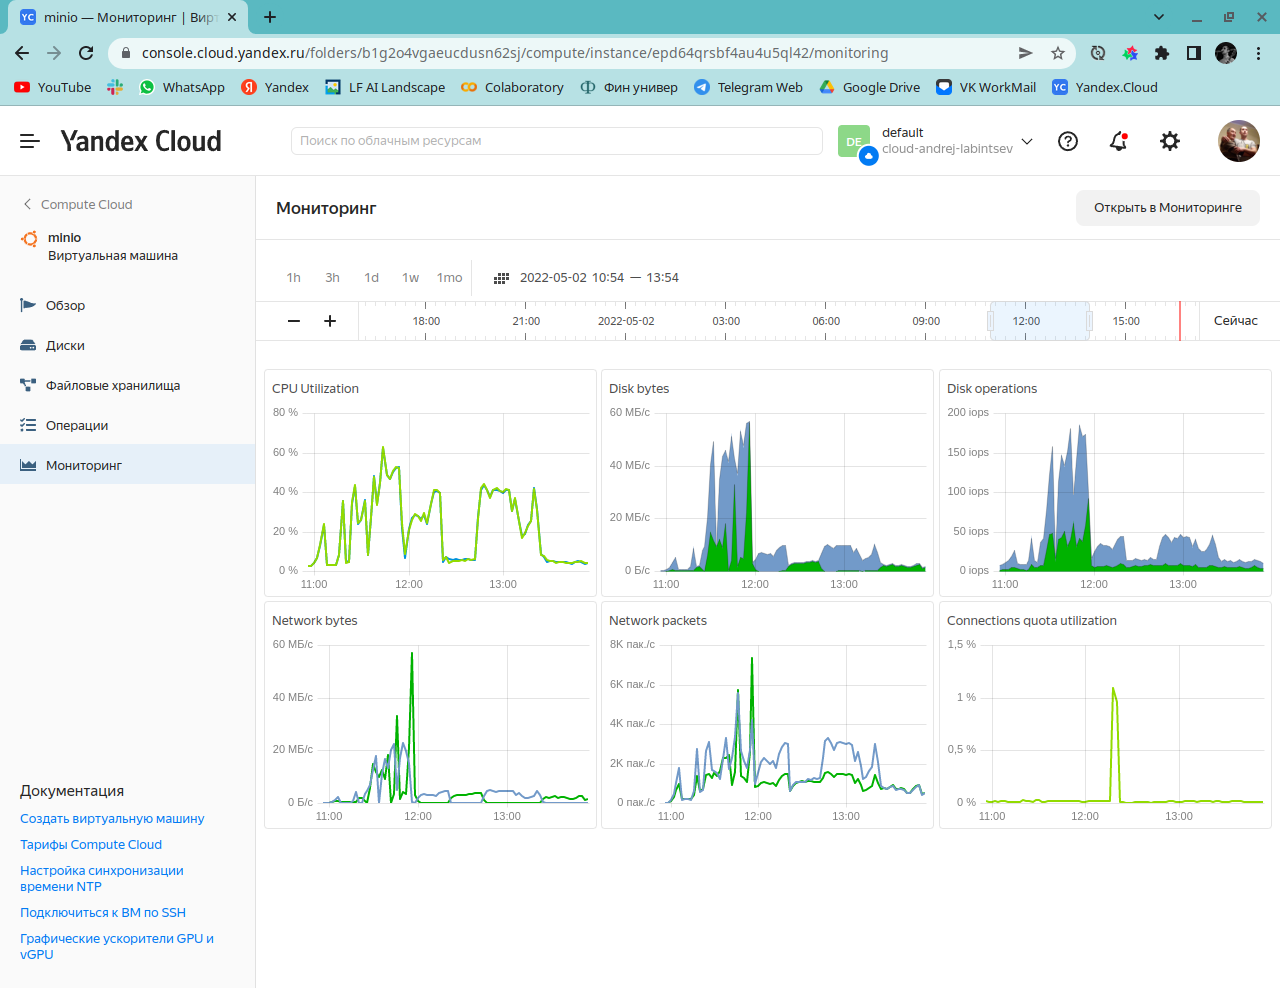 minio — Мониторинг | Вирт
console.cloud.yandex.ru/folders/b1g2o4vgaeucdusn62sj/compute/instance/epd64qrsbf4au4u5ql42/monitoring
YouTube WhatsApp Yandex LF AI Landscape Colaboratory Фин универ Telegram Web Google Drive VK WorkMail Yandex.Cloud
Yandex Cloud
Поиск по облачным ресурсам
DE
default
cloud-andrej-labintsev
Compute Cloud
minio
Виртуальная машина
Обзор
Диски
Файловые хранилища
Операции
Мониторинг
Документация
Создать виртуальную машину
Тарифы Compute Cloud
Настройка синхронизации
времени NTP
Подключиться к ВМ по SSH
Графические ускорители GPU и
vGPU
Мониторинг
Открыть в Мониторинге
1h 3h 1d 1w 1mo 2022-05-02 10:54 — 13:54
18:00 21:00 2022-05-02 03:00 06:00 09:00 12:00 15:00 Сейчас
CPU Utilization
80 %
60 %
40 %
20 %
0 %
11:00 12:00 13:00
Disk bytes
60 МБ/с
40 МБ/с
20 МБ/с
0 Б/с
11:00 12:00 13:00
Disk operations
200 iops
150 iops
100 iops
50 iops
0 iops
11:00 12:00 13:00
Network bytes
60 МБ/с
40 МБ/с
20 МБ/с
0 Б/с
11:00 12:00 13:00
Network packets
8K пак./с
6K пак./с
4K пак./с
2K пак./с
0 пак./с
11:00 12:00 13:00
Connections quota utilization
1,5 %
1 %
0,5 %
0 %
11:00 12:00 13:00